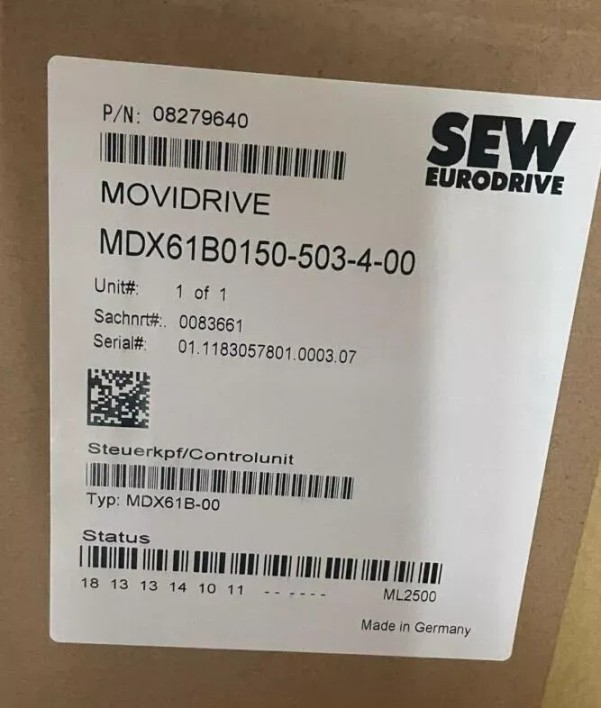 P/N: 08279640
SEW
EURODRIVE
MOVIDRIVE
MDX61B0150-503-4-00
Unit#: 1 of 1
Sachnrt#:. 0083661
Serial#: 01.1183057801.0003.07
Steuerkpf/Controlunit
Typ: MDX61B-00
Status
18 13 13 14 10 11 - - - - - -
ML2500
Made in Germany